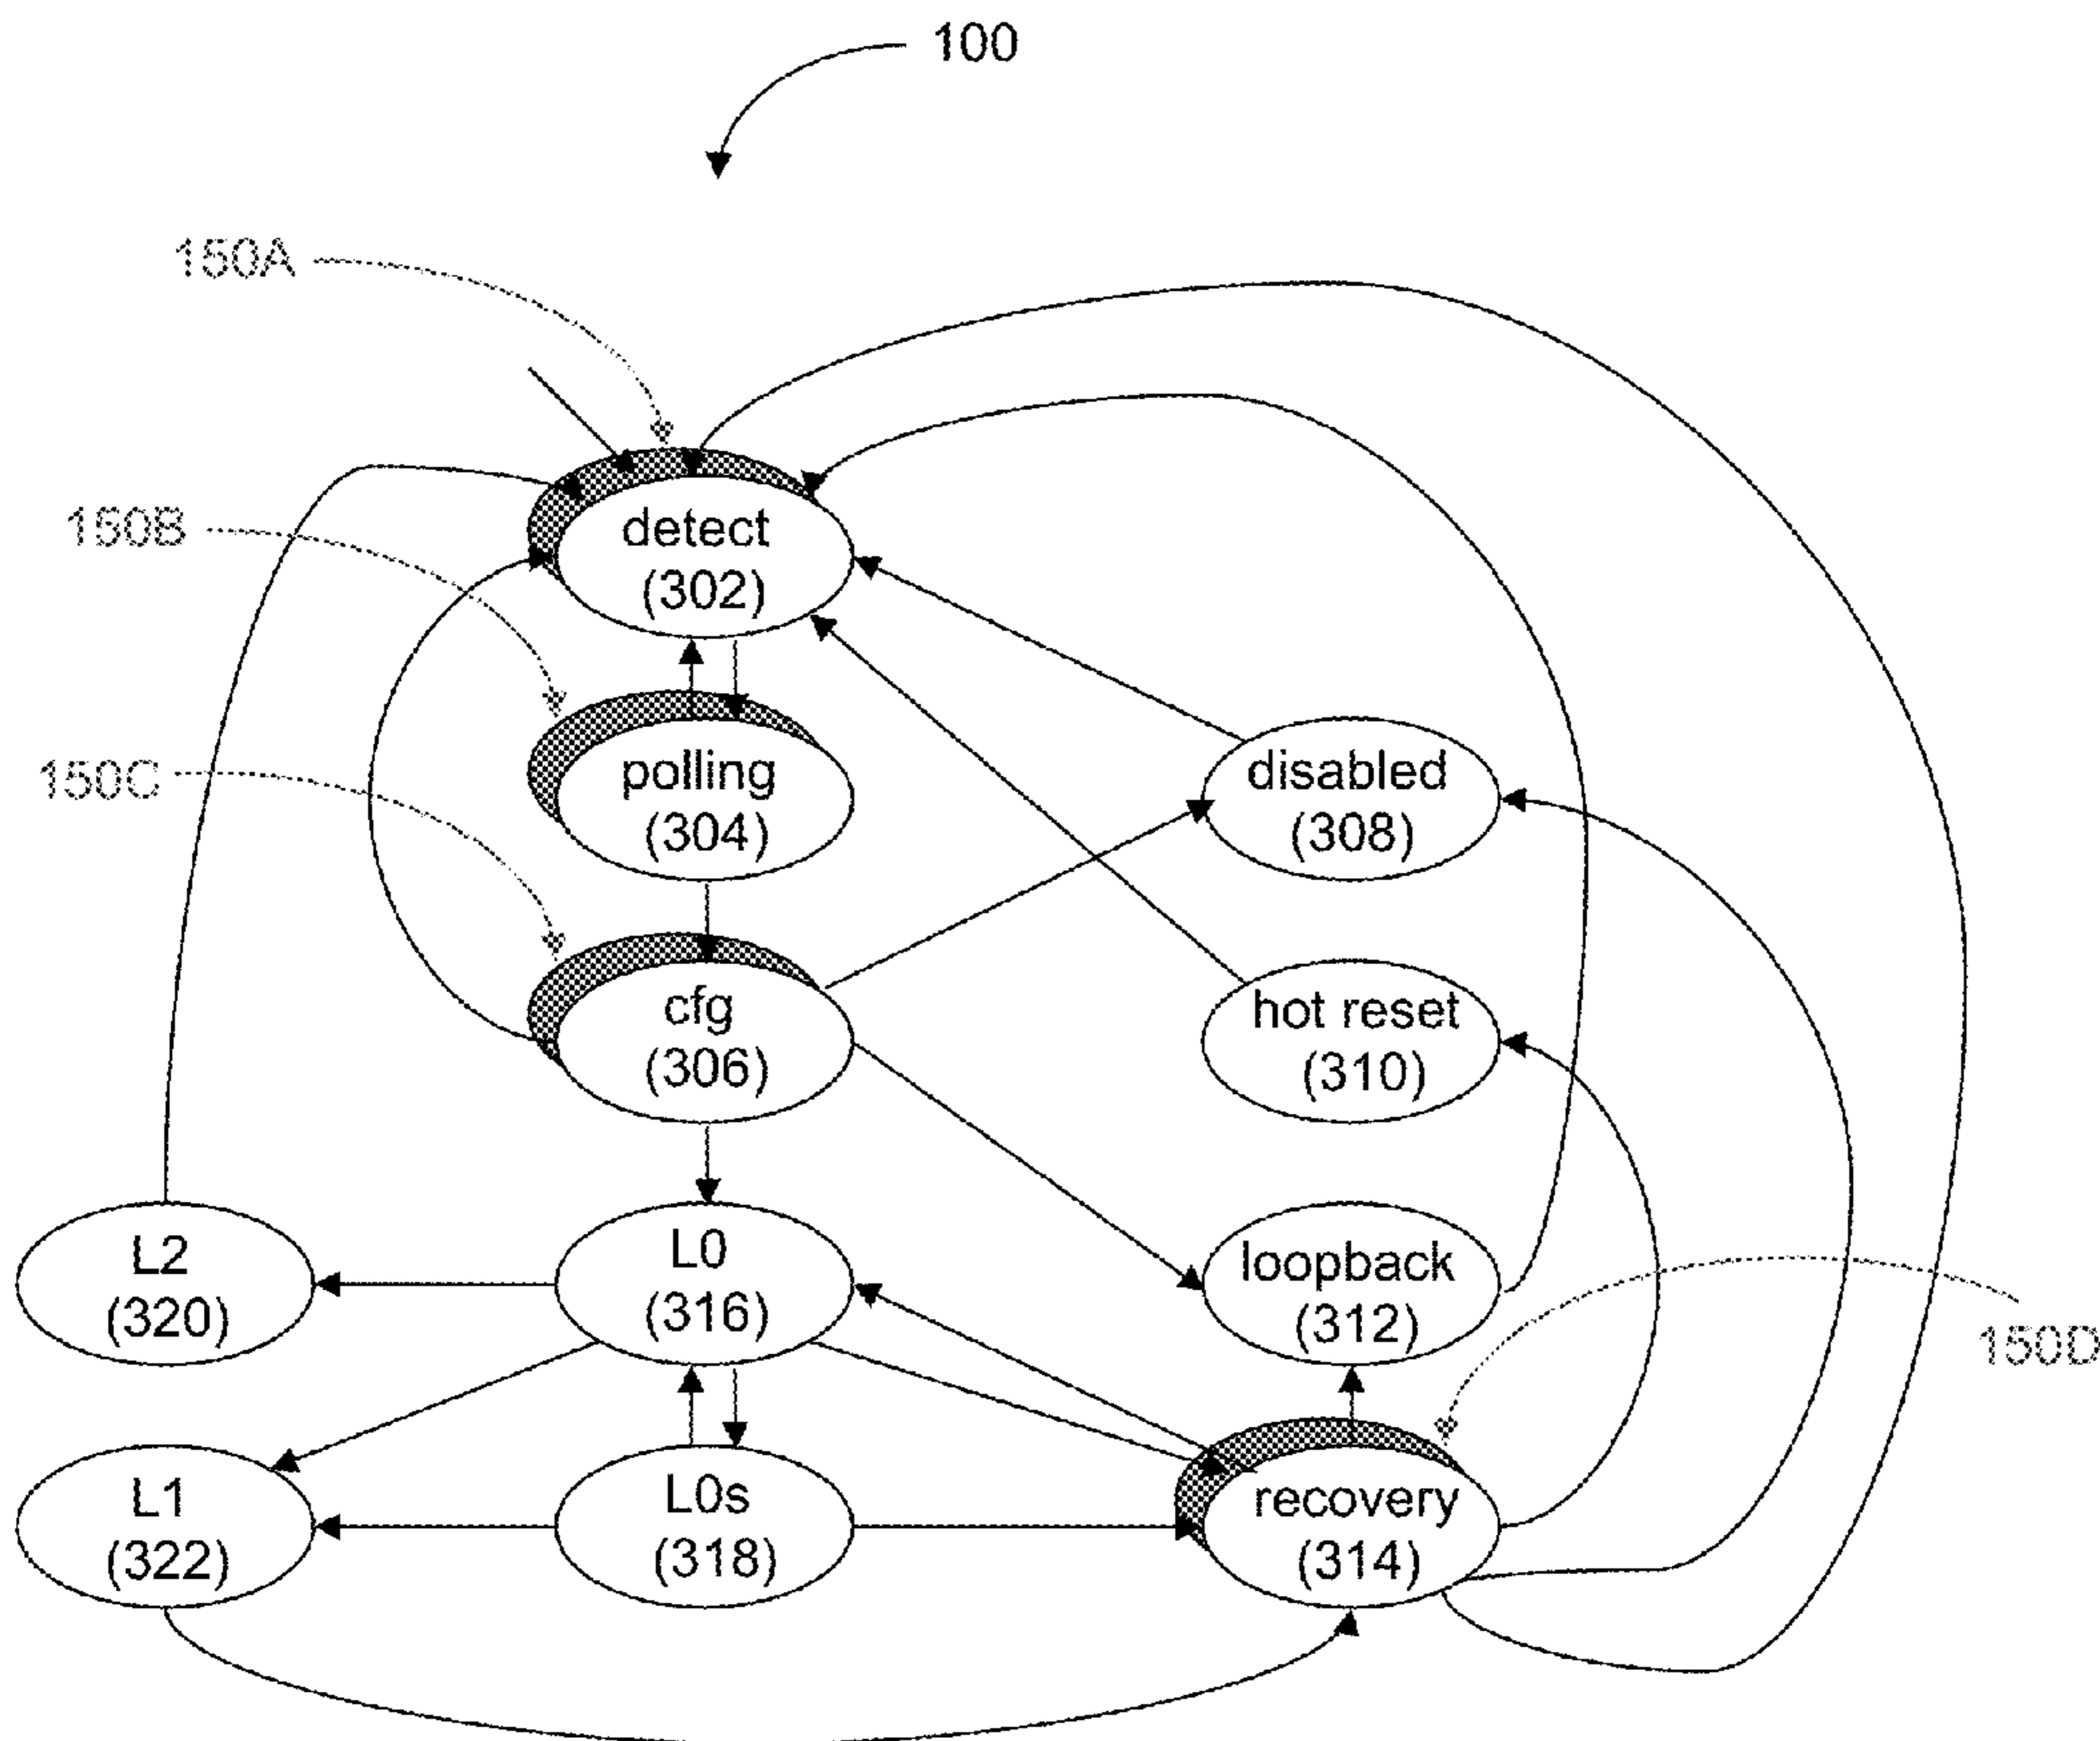 100
150A
detect
(302)
150B
polling
(304)
disabled
(308)
150C
cfg
(306)
hot reset
(310)
L2
(320)
L0
(316)
loopback
(312)
150D
L1
(322)
L0s
(318)
recovery
(314)